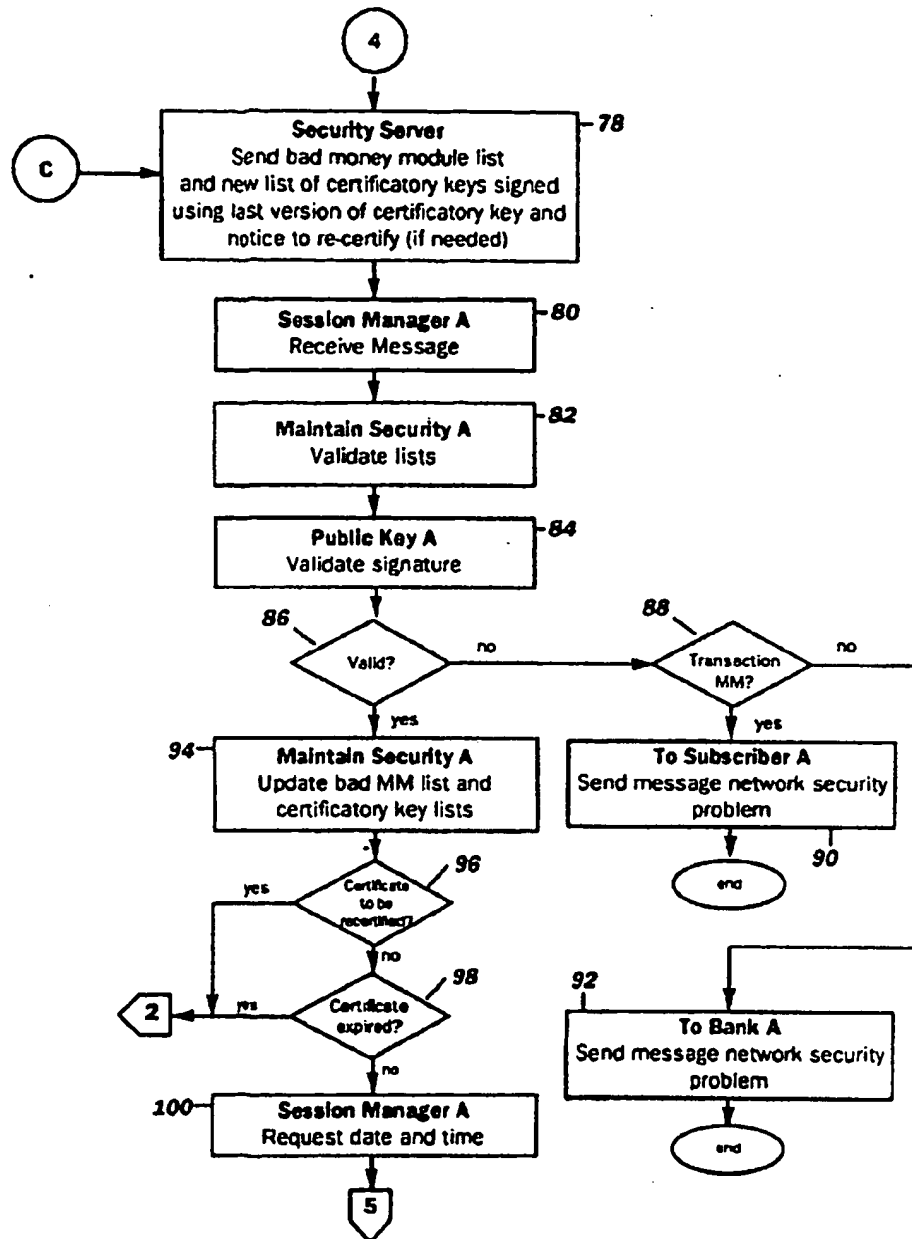 4
C
Security Server
78
Send bad money module list
and new list of certificatory keys signed
using last version of certificatory key and
notice to re-certify (if needed)
Session Manager A
80
Receive Message
Maintain Security A
82
Validate lists
Public Key A
84
Validate signature
86
Valid?
no
88
Transaction
MM?
no
yes
yes
94
Maintain Security A
Update bad MM list and
certificatory key lists
To Subscriber A
Send message network security
problem
90
end
96
yes
Certificate
to be
recertified?
no
98
2
yes
Certificate
expired?
no
92
To Bank A
Send message network security
problem
end
100
Session Manager A
Request date and time
5